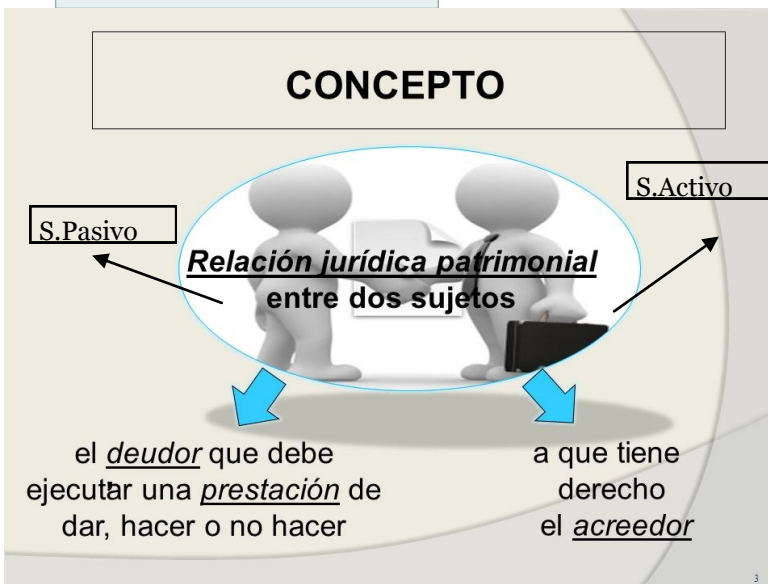 CONCEPTO
S.Activo
S.Pasivo
Relación jurídica patrimonial
entre dos sujetos
el deudor que debe
ejecutar una prestación de
dar, hacer o no hacer
a que tiene
derecho
el acreedor
3